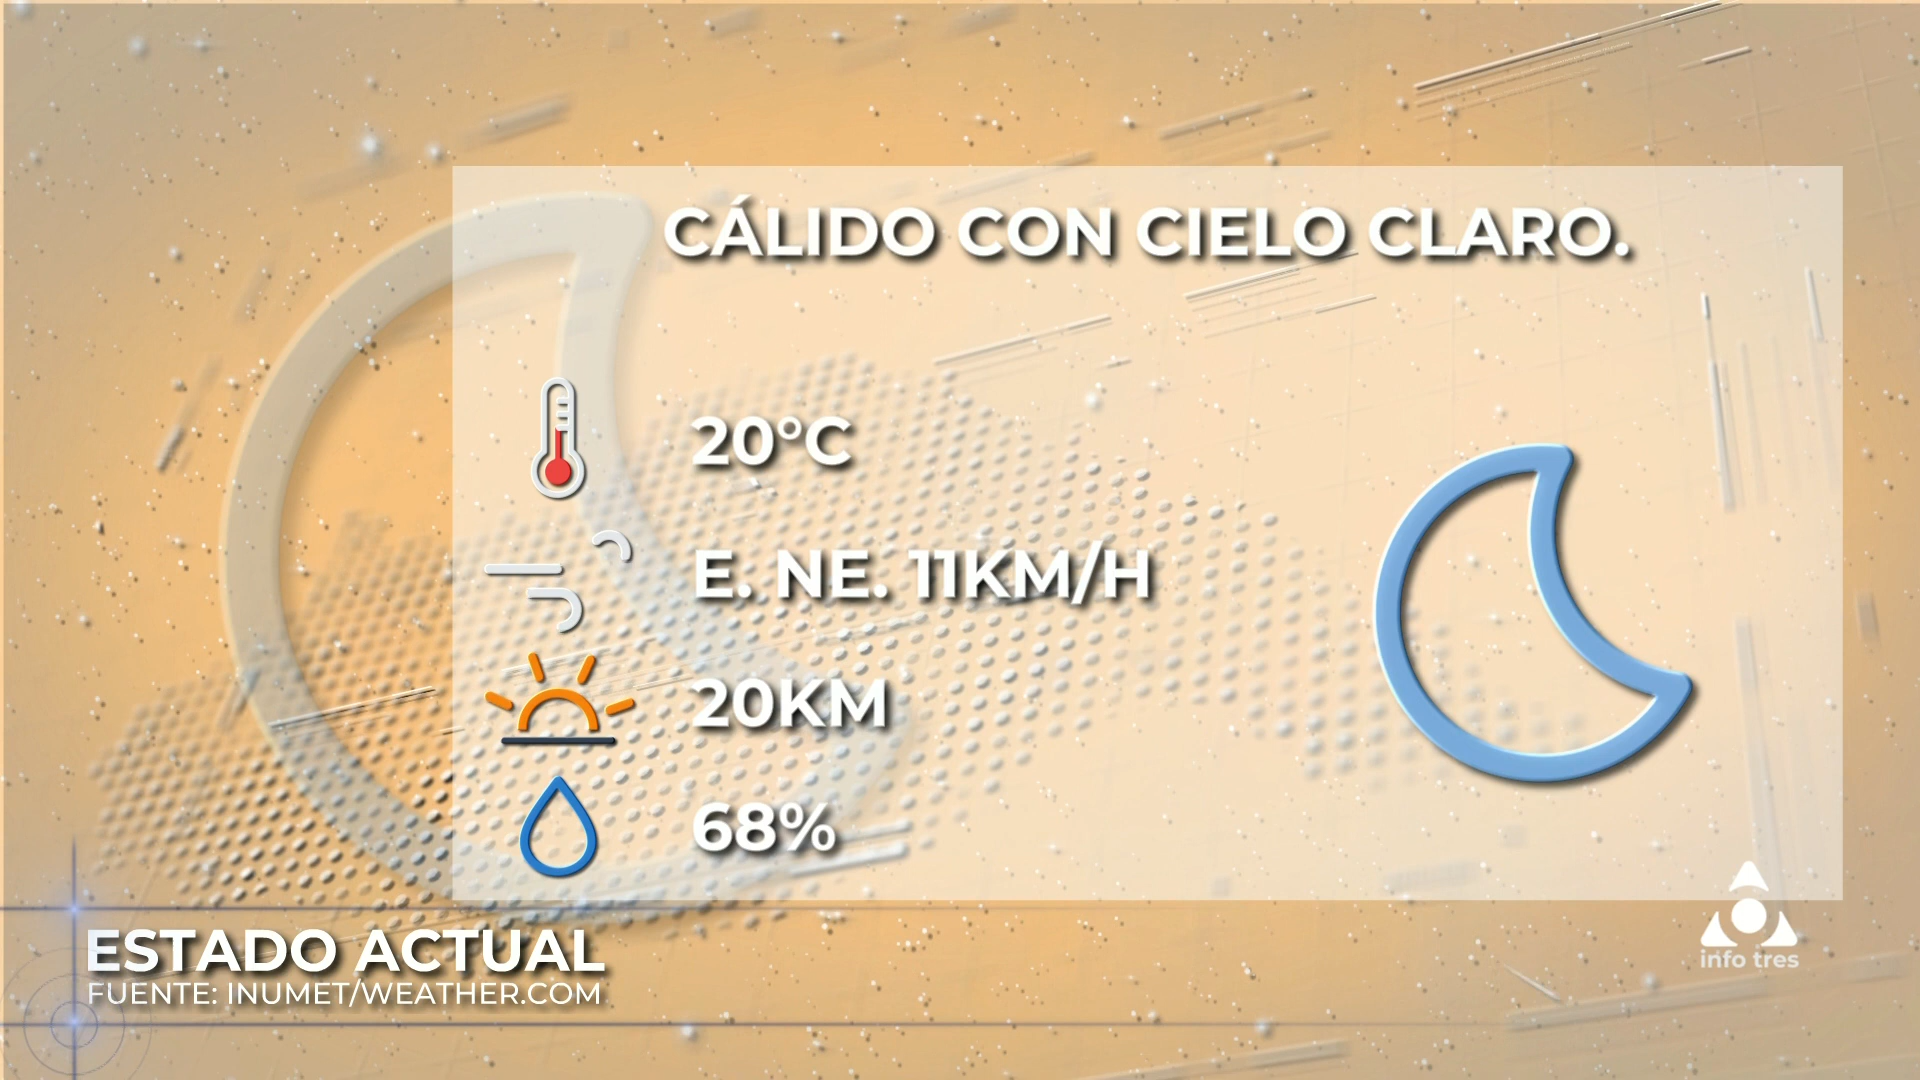 CÁLIDO CON CIELO CLARO.
20°C
E. NE. 11KM/H
20KM
68%
ESTADO ACTUAL
FUENTE: INUMET/WEATHER.COM
info tres